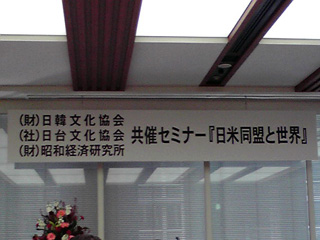 (財)日韓文化協会
(社)日台文化協会
(財)昭和経済研究所
共催セミナー『日米同盟と世界』